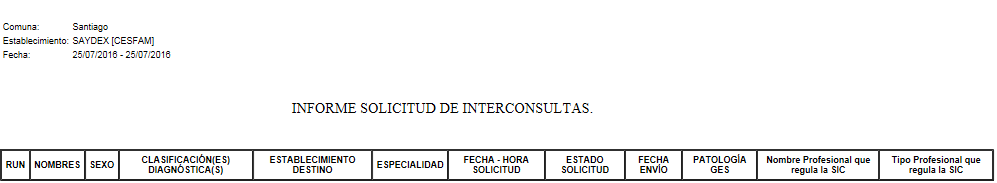 Comuna: Santiago
Establecimiento: SAYDEX [CESFAM]
Fecha: 25/07/2016 - 25/07/2016
INFORME SOLICITUD DE INTERCONSULTAS.
RUN
NOMBRES
SEXO
CLASIFICACIÓN(ES)
DIAGNÓSTICA(S)
ESTABLECIMIENTO
DESTINO
ESPECIALIDAD
FECHA - HORA
SOLICITUD
ESTADO
SOLICITUD
FECHA
ENVÍO
PATOLOGÍA
GES
Nombre Profesional que
regula la SIC
Tipo Profesional que
regula la SIC